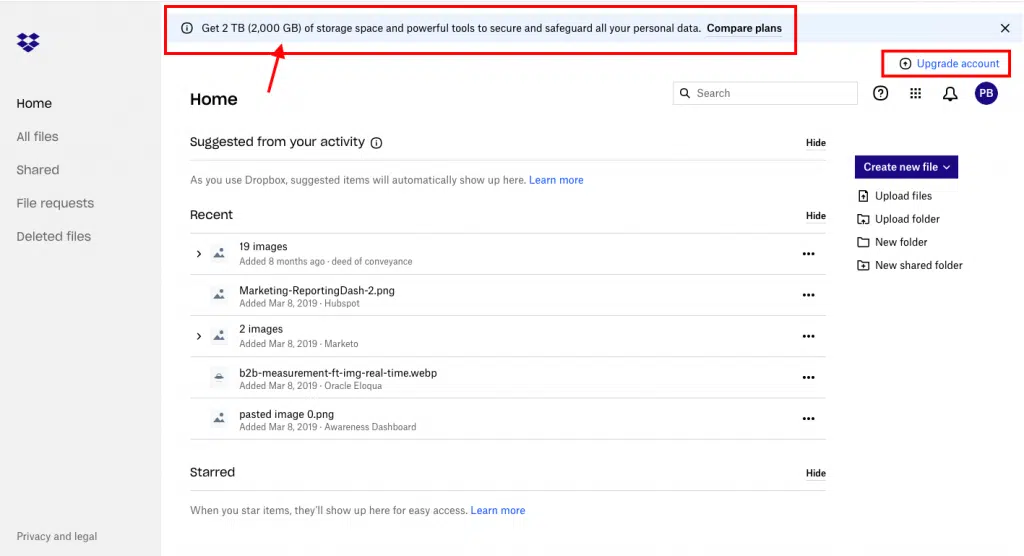 Get 2 TB (2,000 GB) of storage space and powerful tools to secure and safeguard all your personal data. Compare plans
Upgrade account
Home
All files
Shared
File requests
Deleted files
Privacy and legal
Home
Search
PB
Suggested from your activity
Hide
As you use Dropbox, suggested items will automatically show up here. Learn more
Recent
Hide
19 images
Added 8 months ago · deed of conveyance
Marketing-ReportingDash-2.png
Added Mar 8, 2019 · Hubspot
2 images
Added Mar 8, 2019 · Marketo
b2b-measurement-ft-img-real-time.webp
Added Mar 8, 2019 · Oracle Eloqua
pasted image 0.png
Added Mar 8, 2019 · Awareness Dashboard
Starred
Hide
When you star items, they'll show up here for easy access. Learn more
Create new file
Upload files
Upload folder
New folder
New shared folder